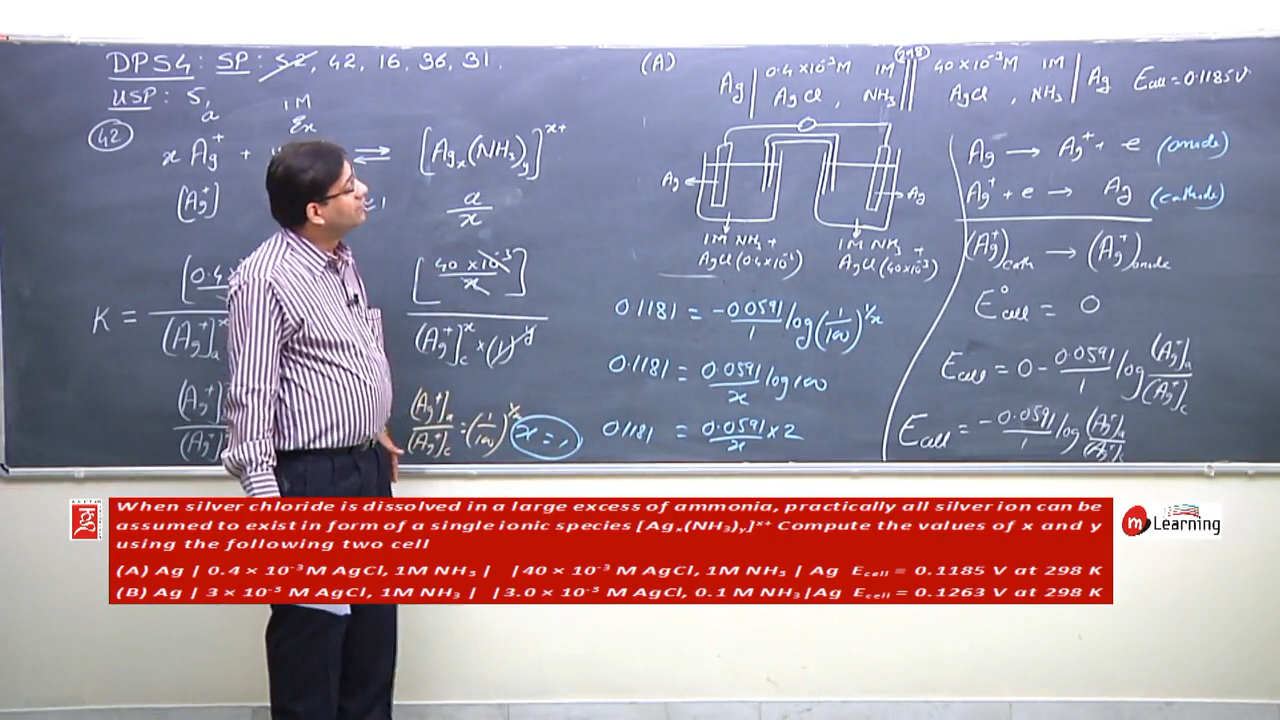 DPS4: SP: 52, 42, 16, 36, 31.
USP: 5,
(42)
a 1M
Ex
x Ag⁺ + ⇌ [Agₓ(NH₃)ᵧ]ˣ⁺
[Ag⁺] a/x
K = [0.4 / [Ag⁺]ₐ
[40×10⁻³/x] / [Ag⁺]ᶜˣ × (1)ʸ
[Ag⁺]ₐ/[Ag⁺]c = (1/100)^1/x x = 1
(A)
Ag | 0.4×10⁻³M AgCl, 1M NH₃ || 40×10⁻³M AgCl, 1M NH₃ | Ag Ecell = 0.1185V
(298)
Ag Ag
1M NH₃ + 1M NH₃ +
AgCl (40×10⁻³)
0.1181 = -0.0591/1 log(1/100)^1/x
0.1181 = 0.0591/x log 100
0.1181 = 0.0591/x × 2
Ag → Ag⁺ + e (anode)
Ag⁺ + e → Ag (cathode)
(Ag⁺)cath → (Ag⁺)anode
E°cell = 0
Ecell = 0 - 0.0591/1 log [Ag⁺]a/[Ag⁺]c
Ecell = -0.0591/1 log [Ag⁺]a/[Ag⁺]c
When silver chloride is dissolved in a large excess of ammonia, practically all silver ion can be
assumed to exist in form of a single ionic species [Agₓ(NH₃)ᵧ]ˣ⁺ Compute the values of x and y
using the following two cell
(A) Ag | 0.4 × 10⁻³M AgCl, 1M NH₃ | |40 × 10⁻³ M AgCl, 1M NH₃ | Ag E꜀ₑₗₗ = 0.1185 V at 298 K
(B) Ag | 3 × 10⁻³ M AgCl, 1M NH₃ | |3.0 × 10⁻³ M AgCl, 0.1 M NH₃|Ag E꜀ₑₗₗ = 0.1263 V at 298 K
m Learning